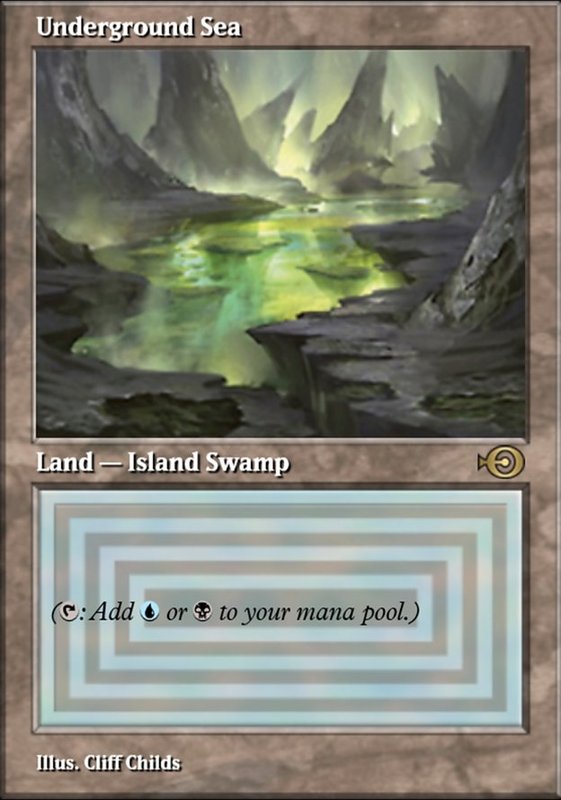 Underground Sea
Land — Island Swamp
(: Add or to your mana pool.)
Illus. Cliff Childs